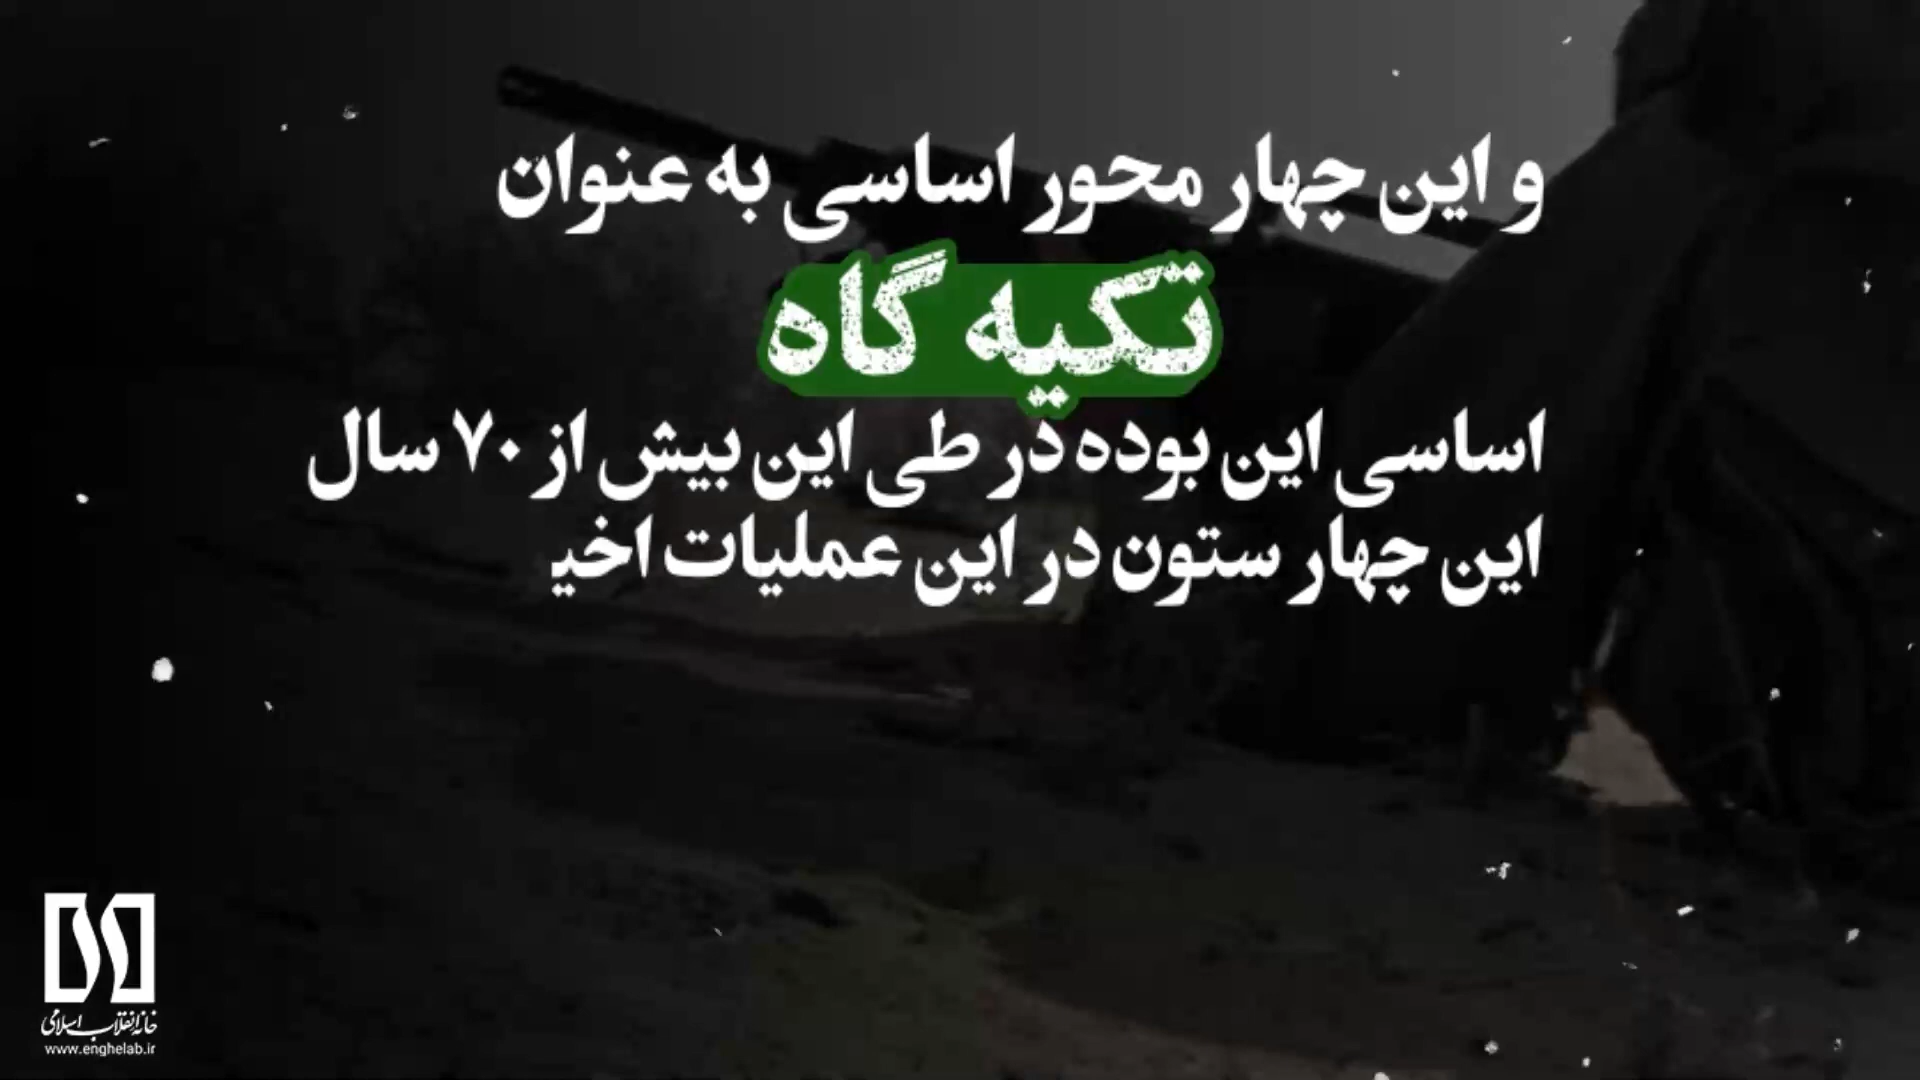 و این چهار محور اساسی به عنوان
تکیه گاه
اساسی این بوده در طی این بیش از ۷۰ سال
این چهار ستون در این عملیات اخیـ
خانه انقلاب اسلامی
www.enghelab.ir